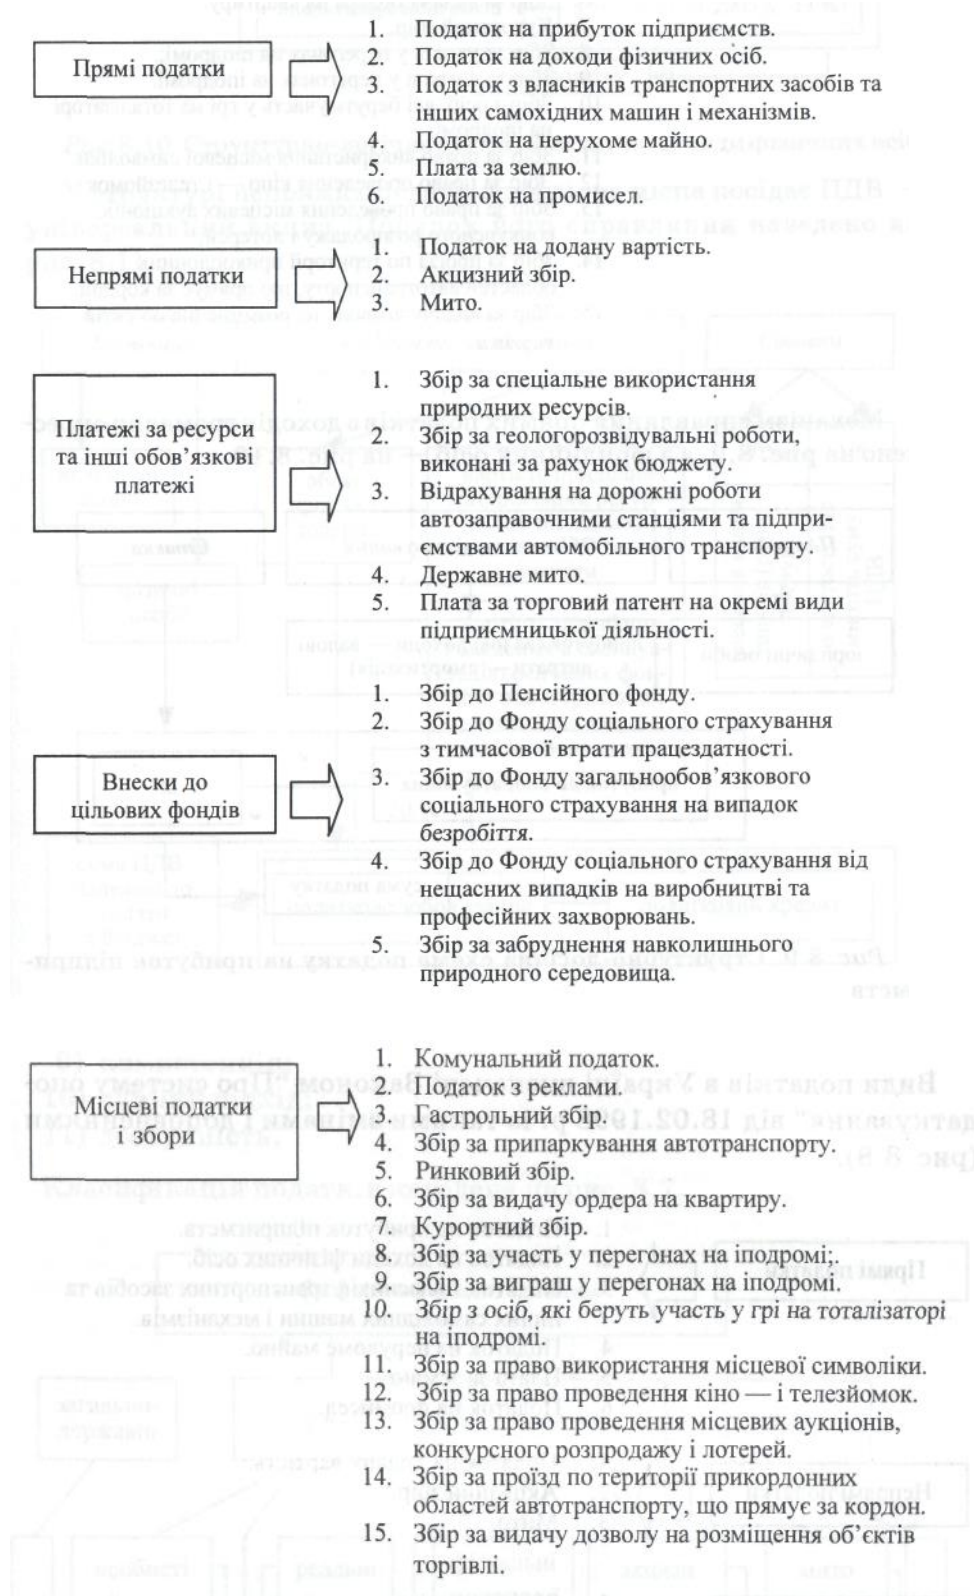 Прямі податки
1. Податок на прибуток підприємств.
2. Податок на доходи фізичних осіб.
3. Податок з власників транспортних засобів та
інших самохідних машин і механізмів.
4. Податок на нерухоме майно.
5. Плата за землю.
6. Податок на промисел.
Непрямі податки
1. Податок на додану вартість.
2. Акцизний збір.
3. Мито.
Платежі за ресурси
та інші обов’язкові
платежі
1. Збір за спеціальне використання
природних ресурсів.
2. Збір за геологорозвідувальні роботи,
виконані за рахунок бюджету.
3. Відрахування на дорожні роботи
автозаправочними станціями та підпри-
ємствами автомобільного транспорту.
4. Державне мито.
5. Плата за торговий патент на окремі види
підприємницької діяльності.
Внески до
цільових фондів
1. Збір до Пенсійного фонду.
2. Збір до Фонду соціального страхування
з тимчасової втрати працездатності.
3. Збір до Фонду загальнообов’язкового
соціального страхування на випадок
безробіття.
4. Збір до Фонду соціального страхування від
нещасних випадків на виробництві та
професійних захворювань.
5. Збір за забруднення навколишнього
природного середовища.
Місцеві податки
і збори
1. Комунальний податок.
2. Податок з реклами.
3. Гастрольний збір.
4. Збір за припаркування автотранспорту.
5. Ринковий збір.
6. Збір за видачу ордера на квартиру.
7. Курортний збір.
8. Збір за участь у перегонах на іподромі;.
9. Збір за виграш у перегонах на іподромі.
10. Збір з осіб, які беруть участь у грі на тоталізаторі
на іподромі.
11. Збір за право використання місцевої символіки.
12. Збір за право проведення кіно — і телезйомок.
13. Збір за право проведення місцевих аукціонів,
конкурсного розпродажу і лотерей.
14. Збір за проїзд по території прикордонних
областей автотранспорту, що прямує за кордон.
15. Збір за видачу дозволу на розміщення об’єктів
торгівлі.